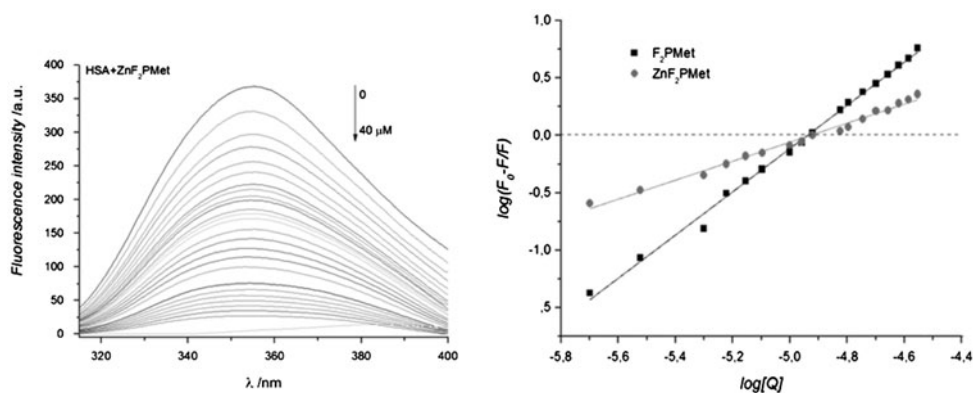 HSA+ZnF₂PMet
0
40 μM
Fluorescence intensity /a.u.
400
350
300
250
200
150
100
50
0
320 340 360 380 400
λ /nm
F₂PMet
ZnF₂PMet
log(F₀-F/F)
1,0
0,5
0.0
-0.5
-1.0
.5
-5,8 -5,6 -5,4 -5,2 -5,0 -4,8 -4,6 -4,4
log[Q]